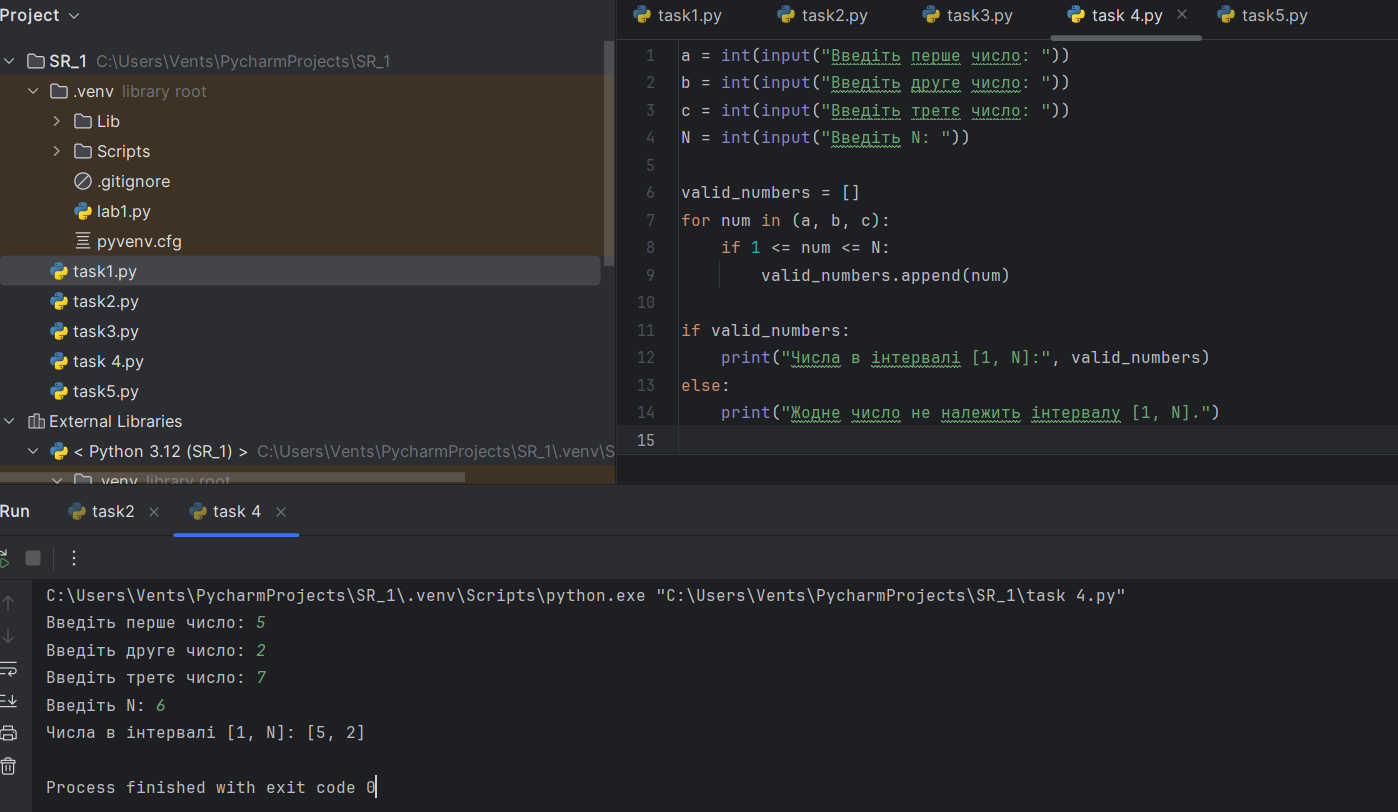 Project
SR_1 C:\Users\Vents\PycharmProjects\SR_1
.venv library root
Lib
Scripts
.gitignore
lab1.py
pyvenv.cfg
task1.py
task2.py
task3.py
task 4.py
task5.py
External Libraries
< Python 3.12 (SR_1) > C:\Users\Vents\PycharmProjects\SR_1\.venv\S
.venv library root
task1.py task2.py task3.py task 4.py task5.py
1 a = int(input("Введіть перше число: "))
2 b = int(input("Введіть друге число: "))
3 c = int(input("Введіть третє число: "))
4 N = int(input("Введіть N: "))
5
6 valid_numbers = []
7 for num in (a, b, c):
8 if 1 <= num <= N:
9 valid_numbers.append(num)
10
11 if valid_numbers:
12 print("Числа в інтервалі [1, N]:", valid_numbers)
13 else:
14 print("Жодне число не належить інтервалу [1, N].")
15
Run task2 task 4
C:\Users\Vents\PycharmProjects\SR_1\.venv\Scripts\python.exe "C:\Users\Vents\PycharmProjects\SR_1\task 4.py"
Введіть перше число: 5
Введіть друге число: 2
Введіть третє число: 7
Введіть N: 6
Числа в інтервалі [1, N]: [5, 2]
Process finished with exit code 0